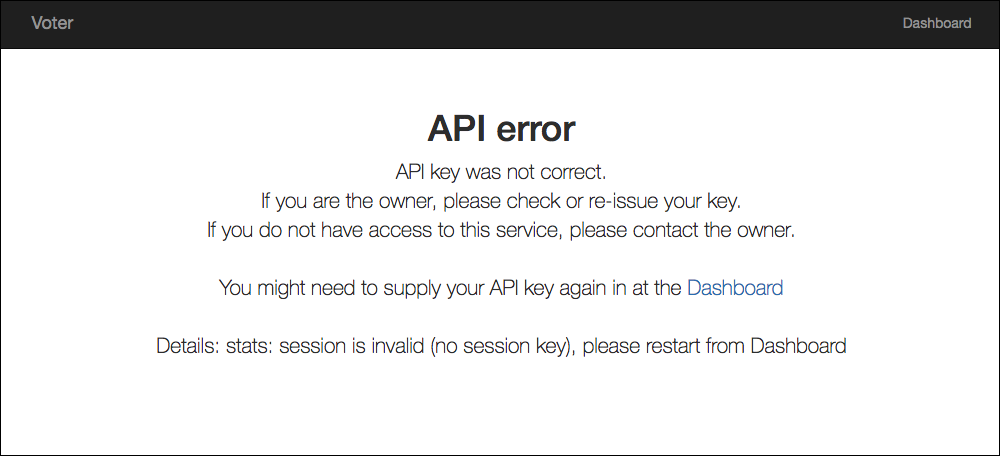 Voter
Dashboard
API error
API key was not correct.
If you are the owner, please check or re-issue your key.
If you do not have access to this service, please contact the owner.
You might need to supply your API key again in at the Dashboard
Details: stats: session is invalid (no session key), please restart from Dashboard